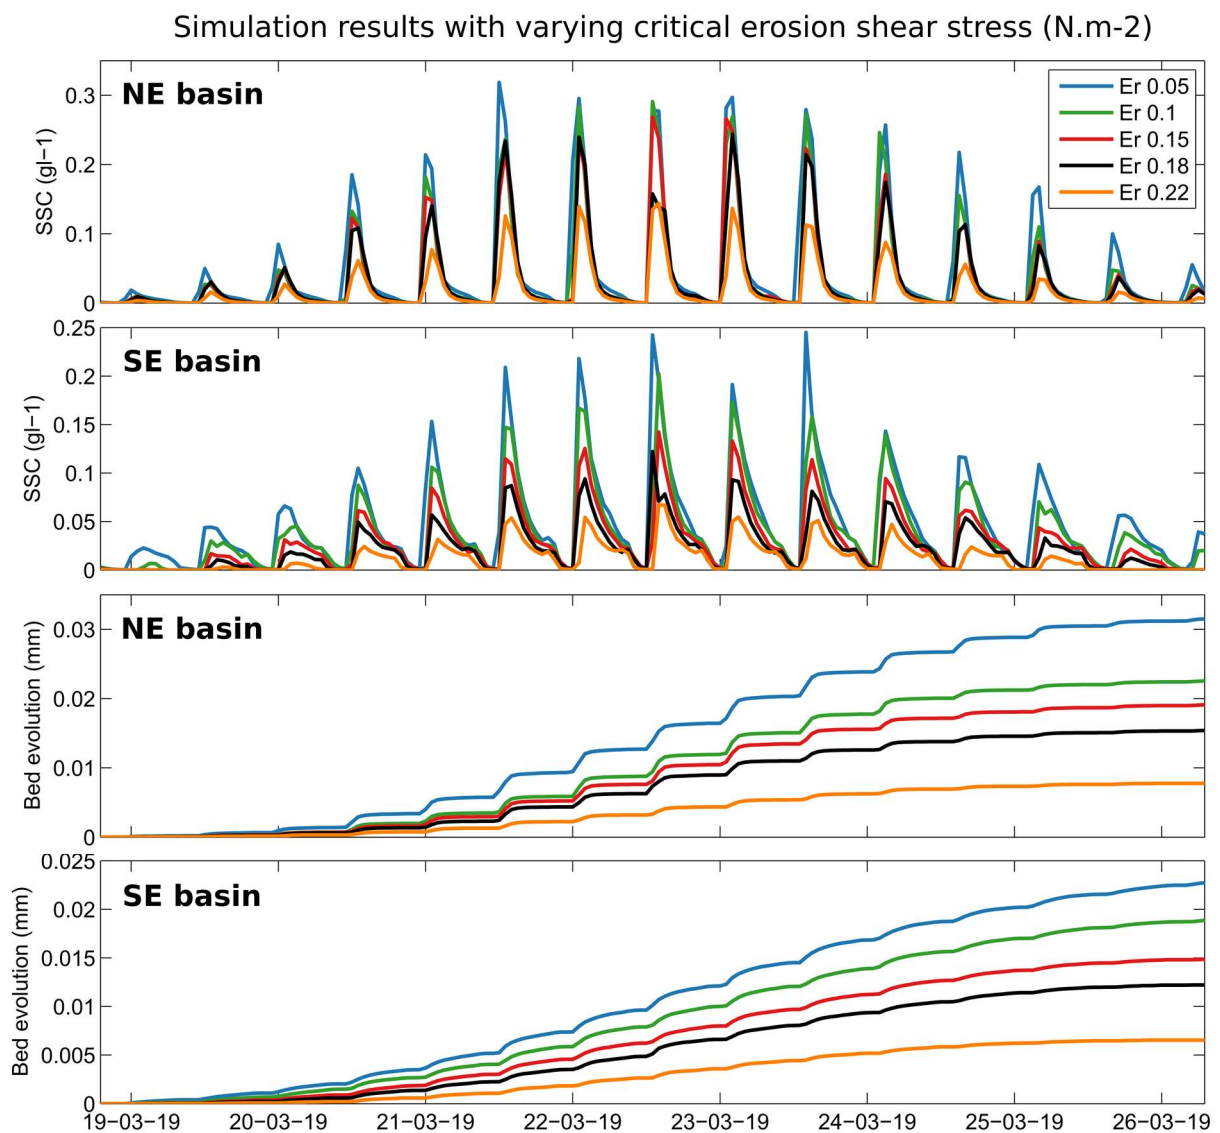 Simulation results with varying critical erosion shear stress (N.m-2)
NE basin
SSC (gl−1)
0.3
0.2
0.1
0
Er 0.05
Er 0.1
Er 0.15
Er 0.18
Er 0.22
SE basin
SSC (gl−1)
0.25
0.2
0.15
0.1
0.05
0
NE basin
Bed evolution (mm)
0.03
0.02
0.01
0
SE basin
Bed evolution (mm)
0.025
0.02
0.015
0.01
0.005
0
19−03−19 20−03−19 21−03−19 22−03−19 23−03−19 24−03−19 25−03−19 26−03−19